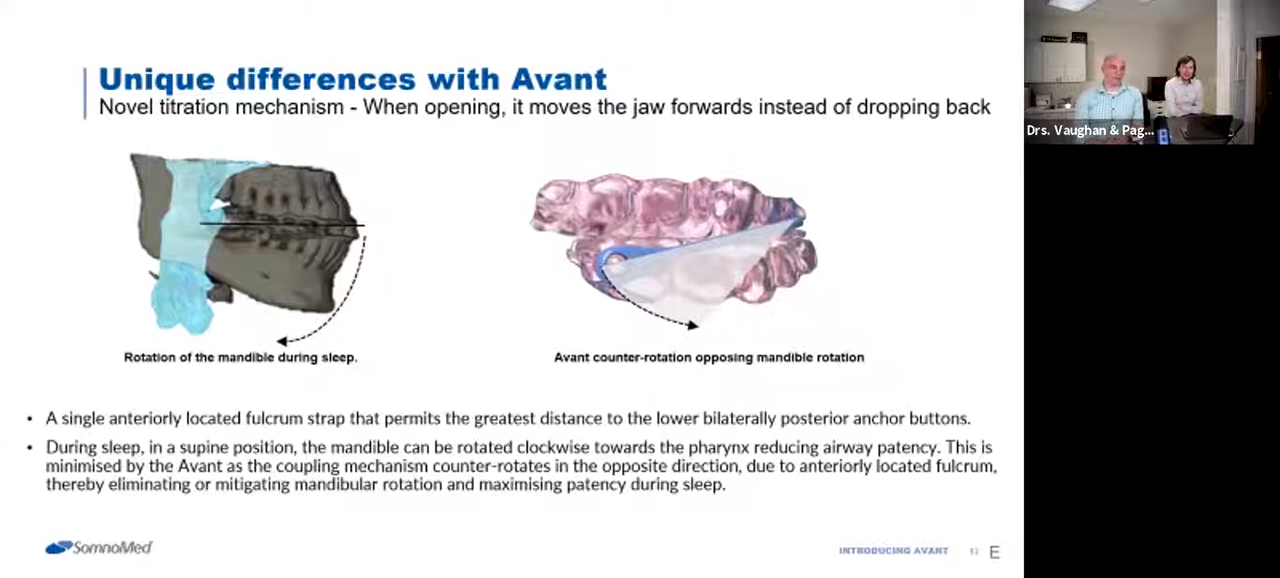 Unique differences with Avant
Novel titration mechanism - When opening, it moves the jaw forwards instead of dropping back
Drs. Vaughan & Pag...
Rotation of the mandible during sleep.
Avant counter-rotation opposing mandible rotation
• A single anteriorly located fulcrum strap that permits the greatest distance to the lower bilaterally posterior anchor buttons.
• During sleep, in a supine position, the mandible can be rotated clockwise towards the pharynx reducing airway patency. This is
minimised by the Avant as the coupling mechanism counter-rotates in the opposite direction, due to anteriorly located fulcrum,
thereby eliminating or mitigating mandibular rotation and maximising patency during sleep.
SomnoMed
INTRODUCING AVANT
E